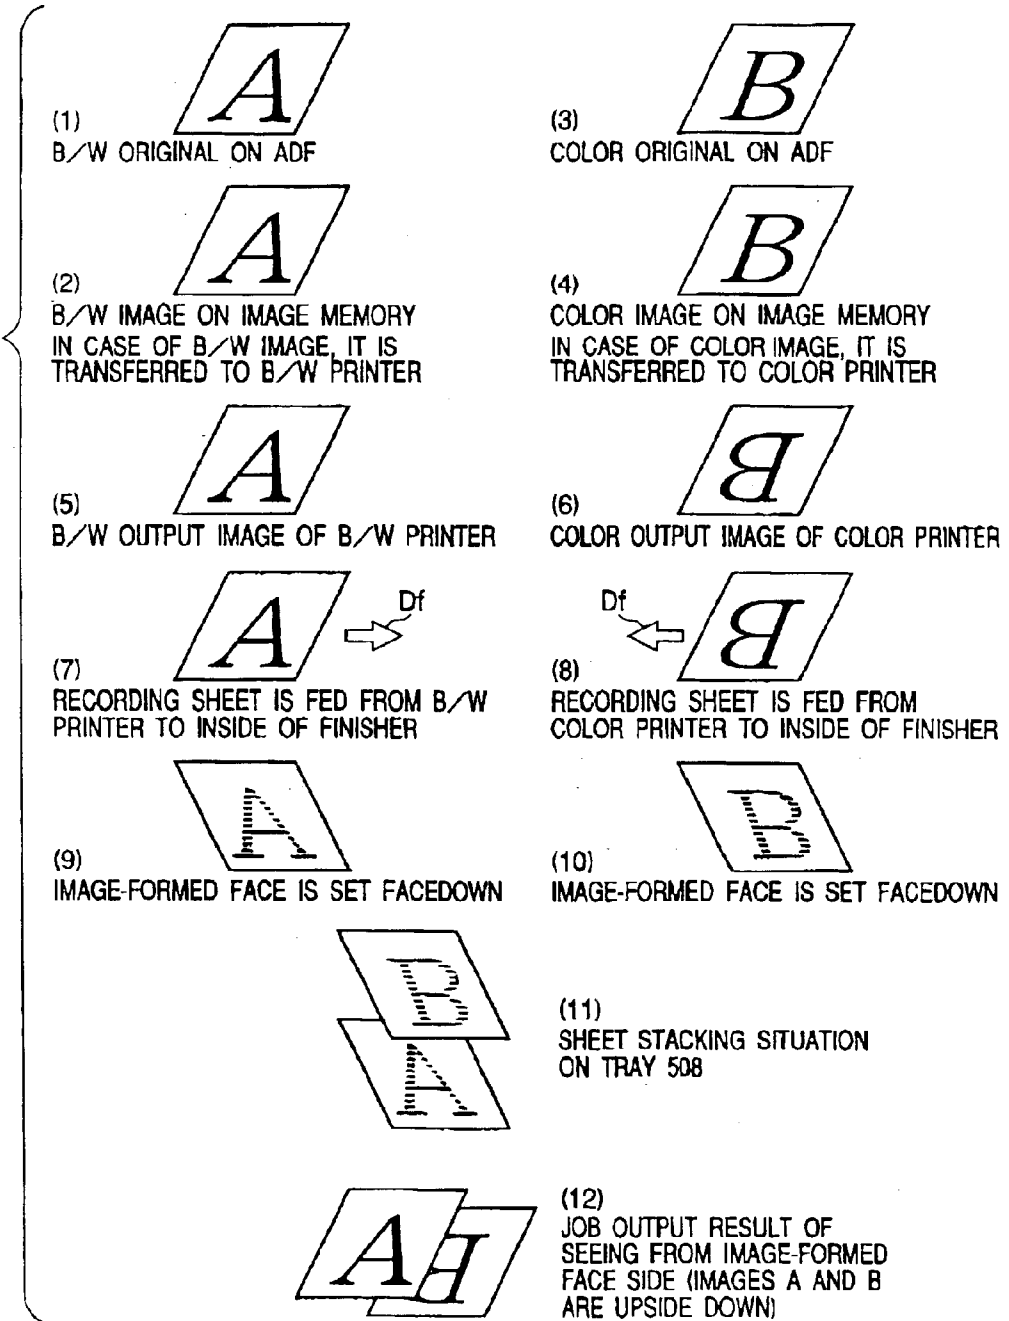 A
(1)
B/W ORIGINAL ON ADF
B
(3)
COLOR ORIGINAL ON ADF
A
(2)
B/W IMAGE ON IMAGE MEMORY
IN CASE OF B/W IMAGE, IT IS
TRANSFERRED TO B/W PRINTER
B
(4)
COLOR IMAGE ON IMAGE MEMORY
IN CASE OF COLOR IMAGE, IT IS
TRANSFERRED TO COLOR PRINTER
A
(5)
B/W OUTPUT IMAGE OF B/W PRINTER
B
(6)
COLOR OUTPUT IMAGE OF COLOR PRINTER
A
Df
(7)
RECORDING SHEET IS FED FROM B/W
PRINTER TO INSIDE OF FINISHER
Df
B
(8)
RECORDING SHEET IS FED FROM
COLOR PRINTER TO INSIDE OF FINISHER
A
(9)
IMAGE-FORMED FACE IS SET FACEDOWN
B
(10)
IMAGE-FORMED FACE IS SET FACEDOWN
B
A
(11)
SHEET STACKING SITUATION
ON TRAY 508
A B
(12)
JOB OUTPUT RESULT OF
SEEING FROM IMAGE-FORMED
FACE SIDE (IMAGES A AND B
ARE UPSIDE DOWN)